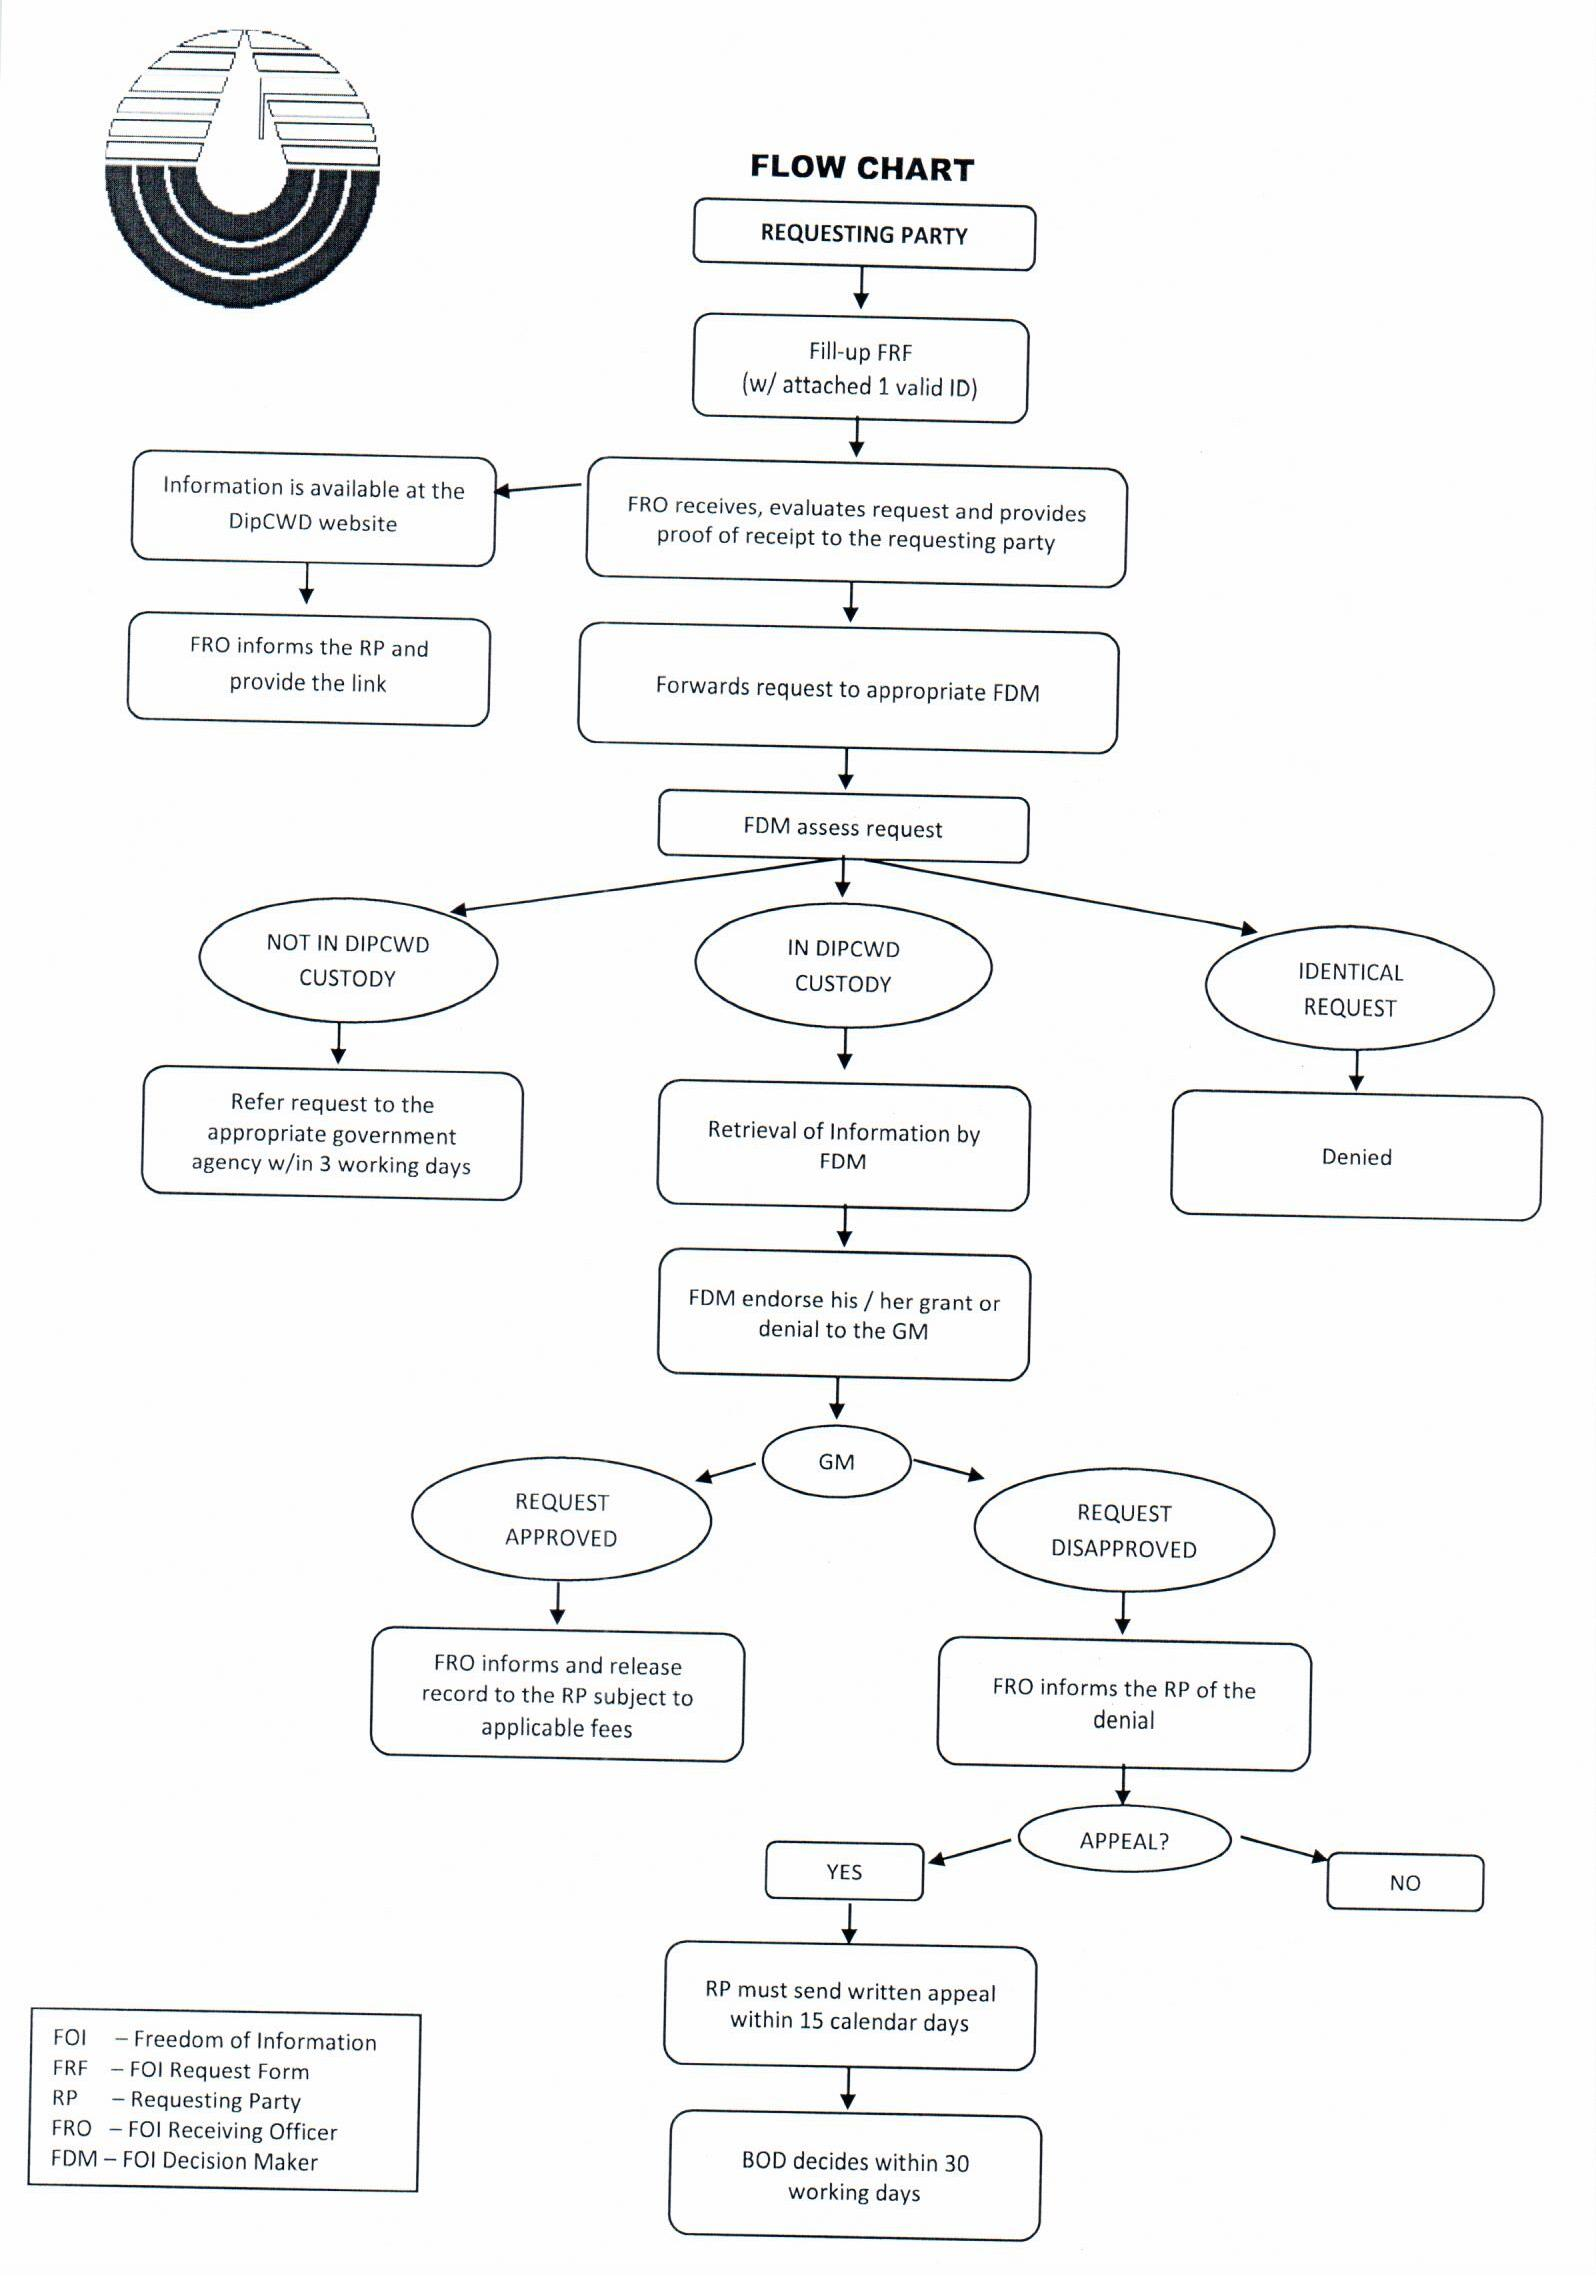 FLOW CHART
REQUESTING PARTY
Fill-up FRF
(w/ attached 1 valid ID)
Information is available at the
DipCWD website
FRO receives, evaluates request and provides
proof of receipt to the requesting party
FRO informs the RP and
provide the link
Forwards request to appropriate FDM
FDM assess request
NOT IN DIPCWD
CUSTODY
IN DIPCWD
CUSTODY
IDENTICAL
REQUEST
Refer request to the
appropriate government
agency w/in 3 working days
Retrieval of Information by
FDM
Denied
FDM endorse his / her grant or
denial to the GM
GM
REQUEST
APPROVED
REQUEST
DISAPPROVED
FRO informs and release
record to the RP subject to
applicable fees
FRO informs the RP of the
denial
APPEAL?
YES
NO
RP must send written appeal
within 15 calendar days
BOD decides within 30
working days
FOI – Freedom of Information
FRF – FOI Request Form
RP – Requesting Party
FRO – FOI Receiving Officer
FDM – FOI Decision Maker